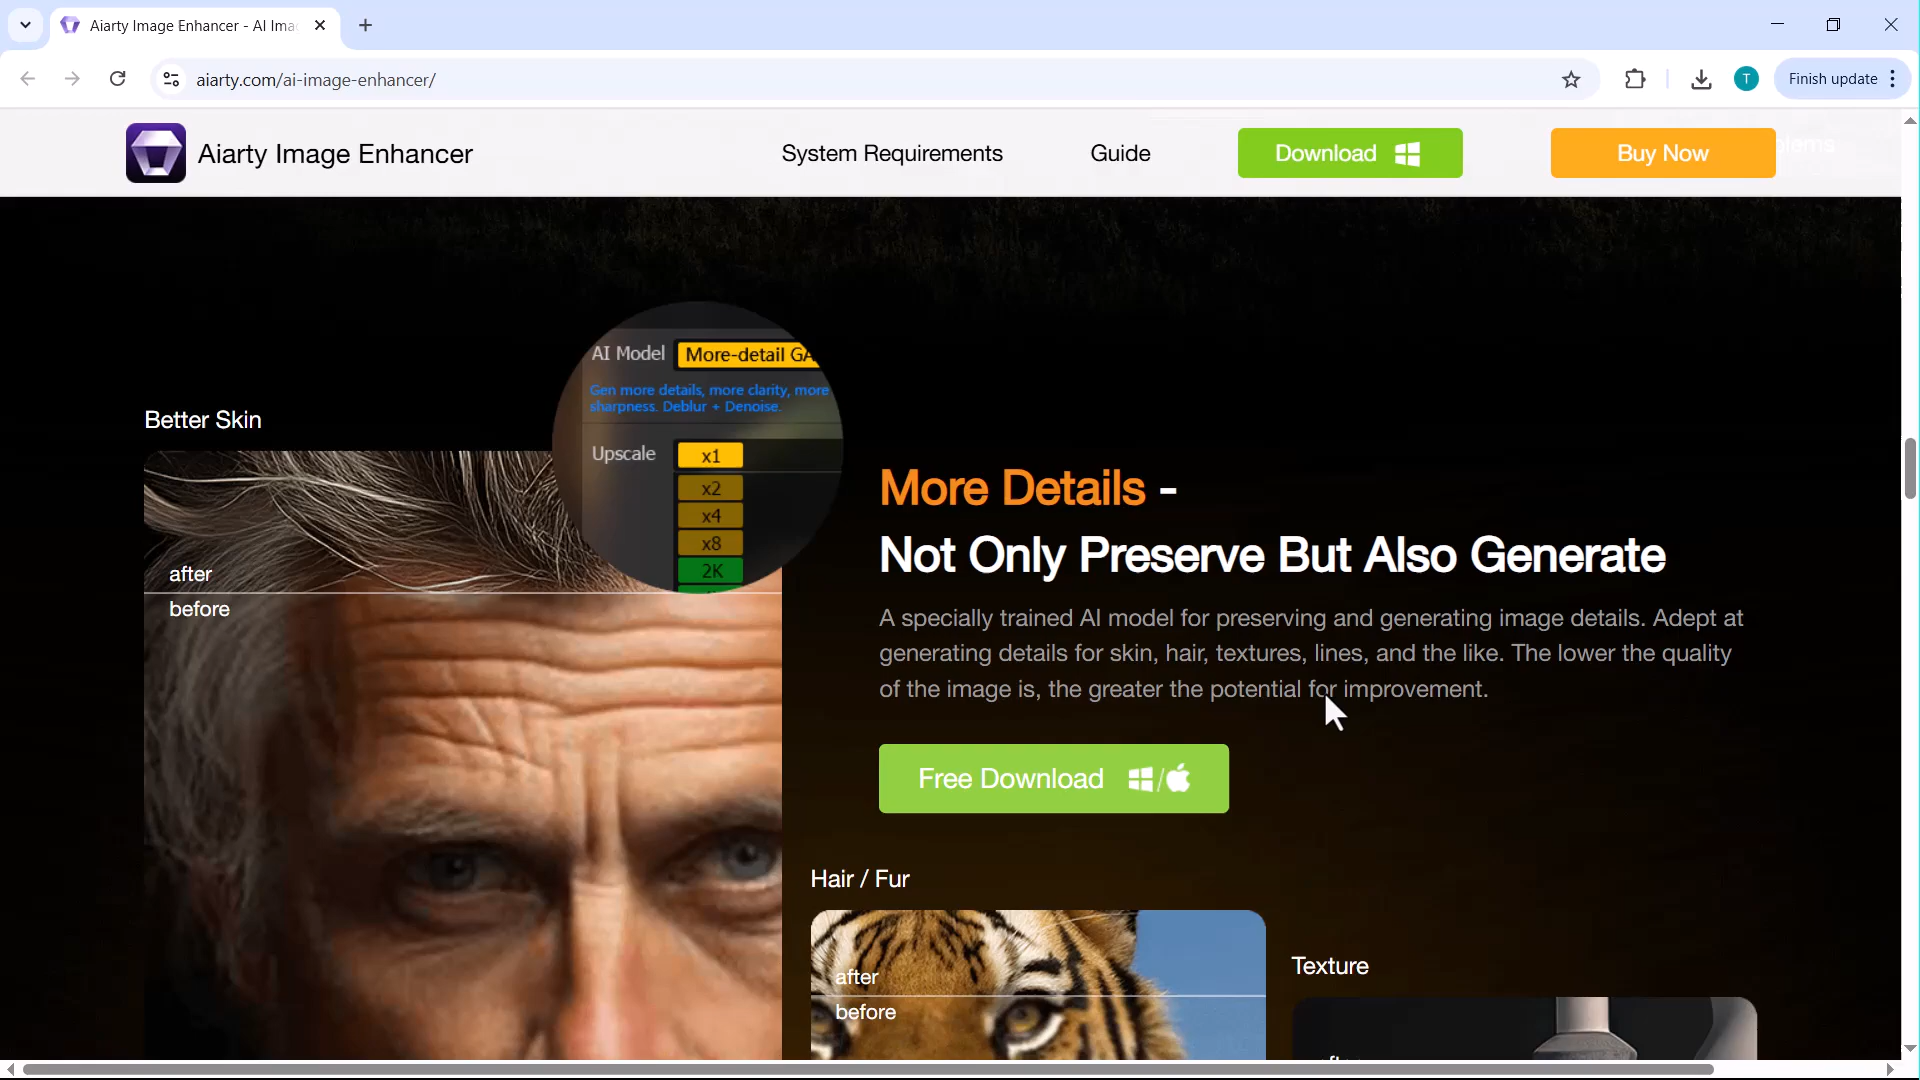 Aiarty Image Enhancer - AI Ima
aiarty.com/ai-image-enhancer/
T
Finish update
Aiarty Image Enhancer
System Requirements
Guide
Download
Buy Now
AI Model
More-detail GA
Gen more details, more clarity, more
sharpness. Deblur + Denoise.
Upscale
x1
x2
x4
x8
2K
Better Skin
after
before
More Details -
Not Only Preserve But Also Generate
A specially trained AI model for preserving and generating image details. Adept at
generating details for skin, hair, textures, lines, and the like. The lower the quality
of the image is, the greater the potential for improvement.
Free Download
/
Hair / Fur
after
before
Texture